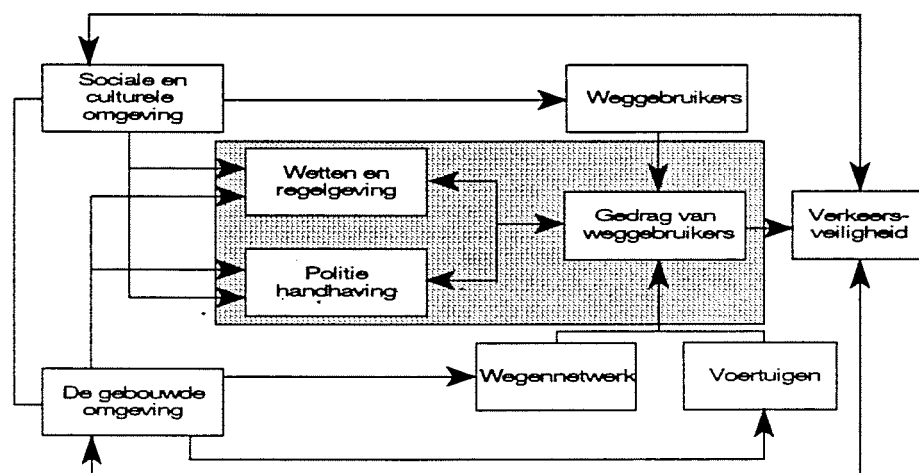 Sociale en
culturele
omgeving
Weggebruikers
Wetten en
regelgeving
Gedrag van
weggebruikers
Verkeers-
veiligheid
Politie
handhaving
De gebouwde
omgeving
Wegennetwerk
Voertuigen